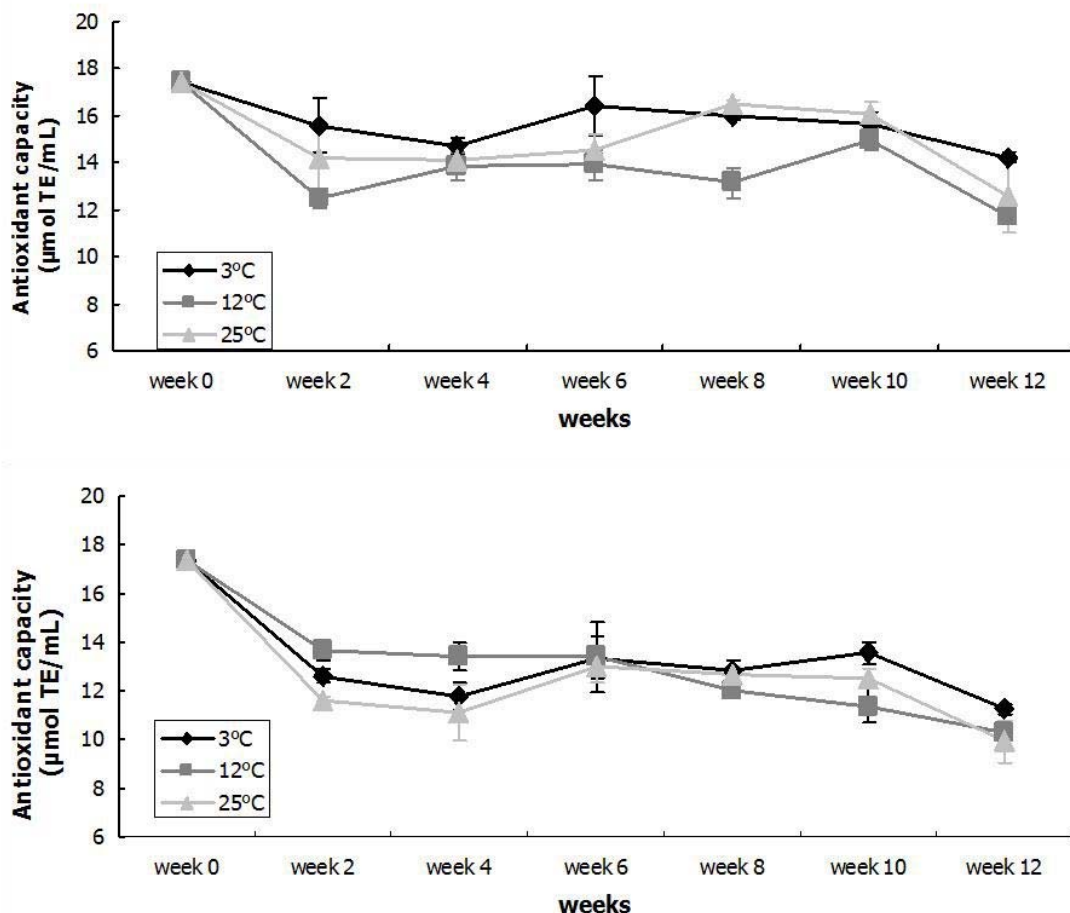 Antioxidant capacity
(µmol TE/mL)
20
18
16
14
12
10
8
6
3ºC
12ºC
25ºC
week 0 week 2 week 4 week 6 week 8 week 10 week 12
weeks
Antioxidant capacity
(µmol TE/mL)
20
18
16
14
12
10
8
6
3ºC
12ºC
25ºC
week 0 week 2 week 4 week 6 week 8 week 10 week 12
weeks